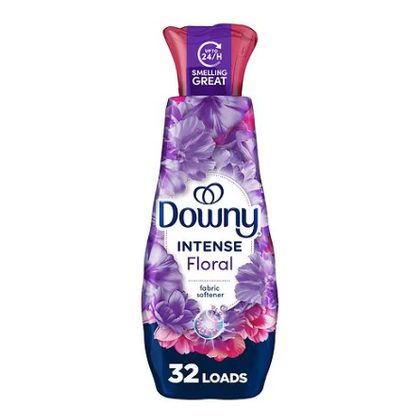 UP TO
24/H
SMELLING
GREAT
Downy
INTENSE
Floral
fabric
softener
32 LOADS